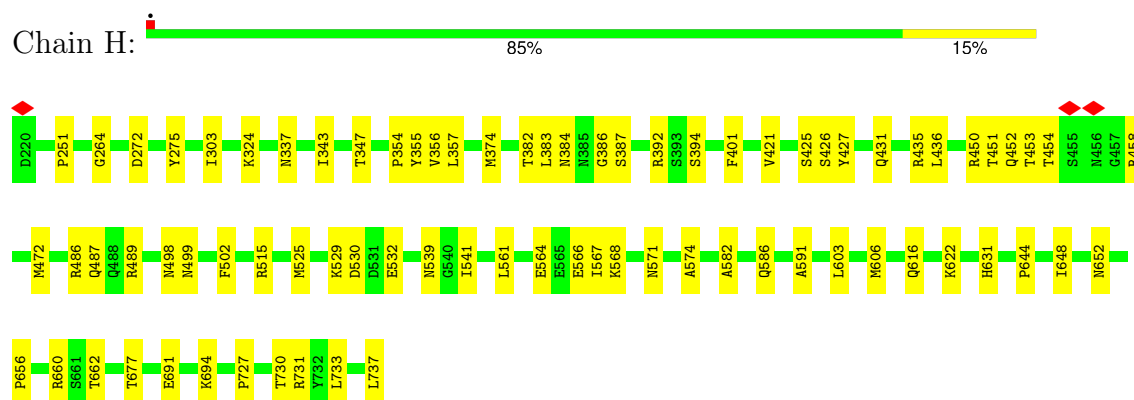 Chain H:
85%
15%
D220 P251 G264 D272 Y275 I303 K324 N337 I343 T347 P354 Y355 V356 L357 M374 T382 L383 N384 N385 G386 S387 R392 S393 S394 F401 V421 S425 S426 Y427 Q431 R435 L436 R450 T451 Q452 T453 T454 S455 N456 G457 R458
M472 R486 Q487 Q488 R489 N498 N499 F502 R515 M525 K529 D530 D531 E532 N539 G540 I541 L561 E564 E565 E566 I567 K568 N571 A574 A582 Q586 A591 L603 M606 Q616 K622 H631 P644 I648 N652
P656 R660 S661 T662 T677 E691 K694 P727 T730 R731 Y732 L733 L737